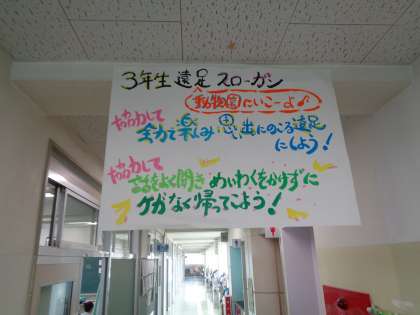 3年生 遠足 スローガン
動物園にいこーよ♪
協力して
全力で楽しみ 思い出にのこる遠足
にしよう!
協力して
話をよく聞き めいわくをかけずに
ケガなく帰ってこよう!